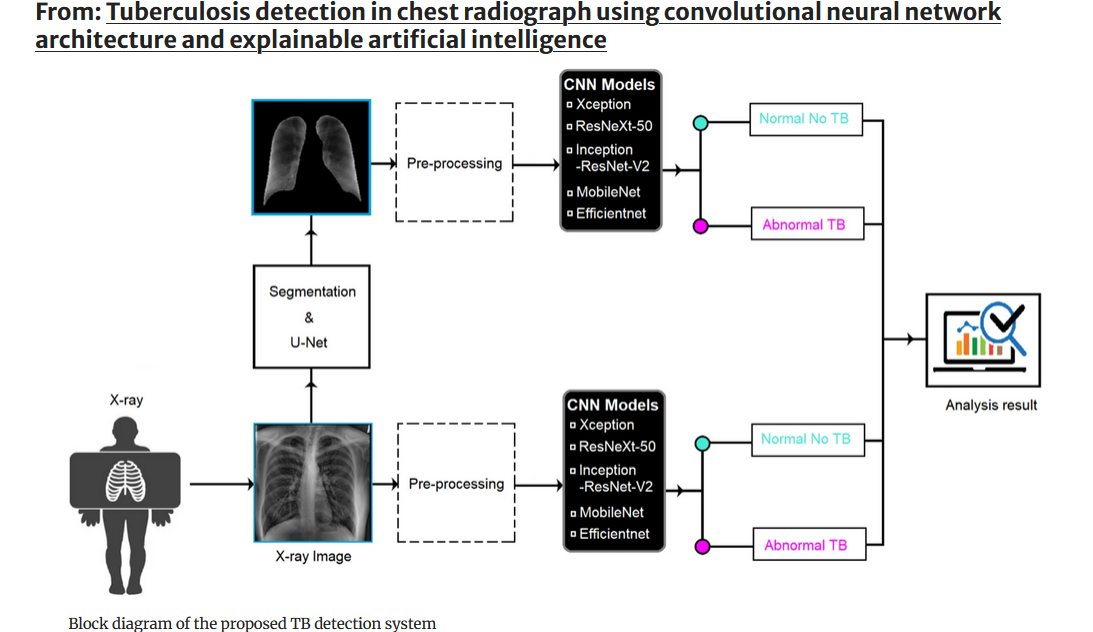 From: Tuberculosis detection in chest radiograph using convolutional neural network
architecture and explainable artificial intelligence
CNN Models
Xception
ResNeXt-50
Inception
-ResNet-V2
MobileNet
Efficientnet
Pre-processing
Normal No TB
Abnormal TB
Segmentation
&
U-Net
X-ray
X-ray Image
Pre-processing
CNN Models
Xception
ResNeXt-50
Inception
-ResNet-V2
MobileNet
Efficientnet
Normal No TB
Abnormal TB
Analysis result
Block diagram of the proposed TB detection system